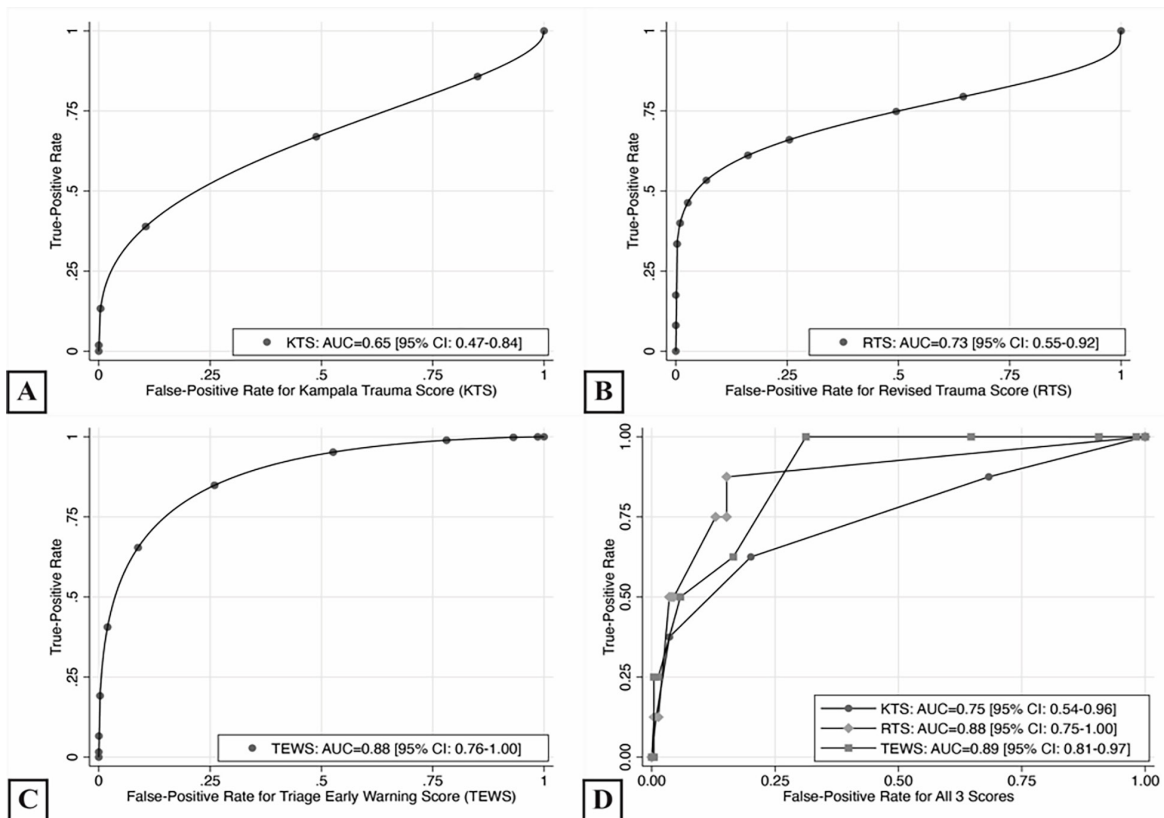 1
.75
.5
.25
0
True-Positive Rate
KTS: AUC=0.65 [95% CI: 0.47-0.84]
0 .25 .5 .75 1
False-Positive Rate for Kampala Trauma Score (KTS)
A
1
.75
.5
.25
0
True-Positive Rate
RTS: AUC=0.73 [95% CI: 0.55-0.92]
0 .25 .5 .75 1
False-Positive Rate for Revised Trauma Score (RTS)
B
1
.75
.5
.25
0
True-Positive Rate
TEWS: AUC=0.88 [95% CI: 0.76-1.00]
0 .25 .5 .75 1
False-Positive Rate for Triage Early Warning Score (TEWS)
C
1.00
0.75
0.50
0.25
0.00
True-Positive Rate
KTS: AUC=0.75 [95% CI: 0.54-0.96]
RTS: AUC=0.88 [95% CI: 0.75-1.00]
TEWS: AUC=0.89 [95% CI: 0.81-0.97]
0.00 0.25 0.50 0.75 1.00
False-Positive Rate for All 3 Scores
D